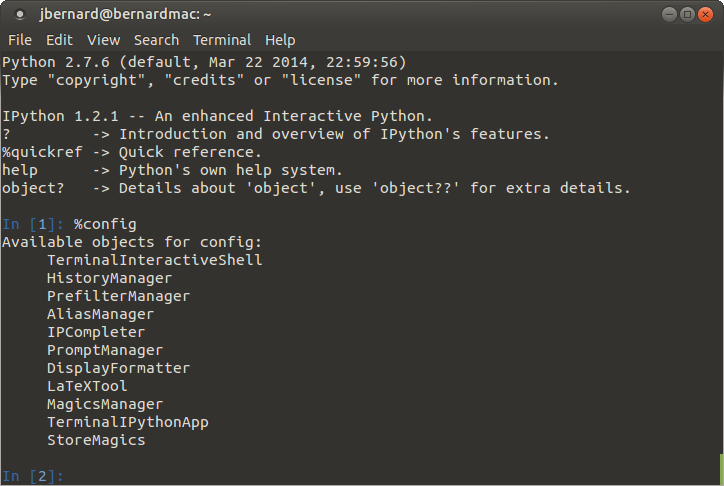 jbernard@bernardmac: ~
File Edit View Search Terminal Help
Python 2.7.6 (default, Mar 22 2014, 22:59:56)
Type "copyright", "credits" or "license" for more information.
IPython 1.2.1 -- An enhanced Interactive Python.
?         -> Introduction and overview of IPython's features.
%quickref -> Quick reference.
help      -> Python's own help system.
object?   -> Details about 'object', use 'object??' for extra details.
In [1]: %config
Available objects for config:
     TerminalInteractiveShell
     HistoryManager
     PrefilterManager
     AliasManager
     IPCompleter
     PromptManager
     DisplayFormatter
     LaTeXTool
     MagicsManager
     TerminalIPythonApp
     StoreMagics
In [2]: